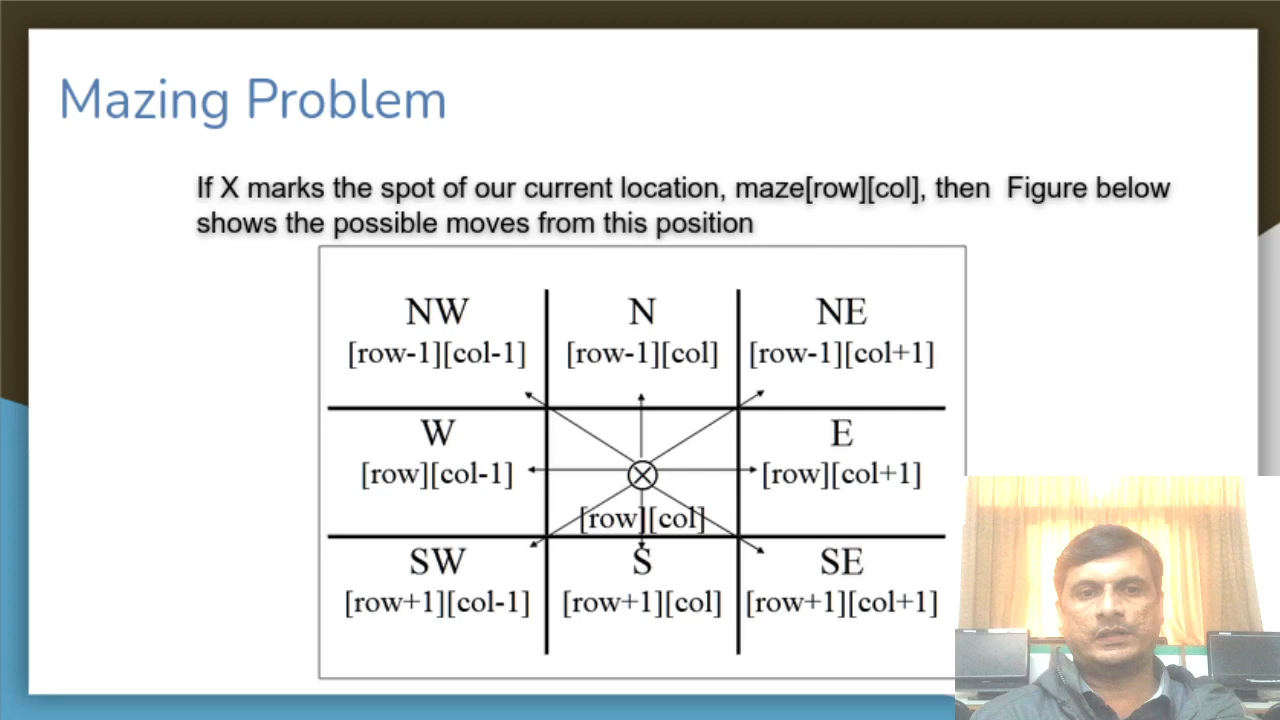 Mazing Problem
If X marks the spot of our current location, maze[row][col], then Figure below
shows the possible moves from this position
NW N NE
[row-1][col-1] [row-1][col] [row-1][col+1]
W E
[row][col-1] X [row][col+1]
[row][col]
SW S SE
[row+1][col-1] [row+1][col] [row+1][col+1]